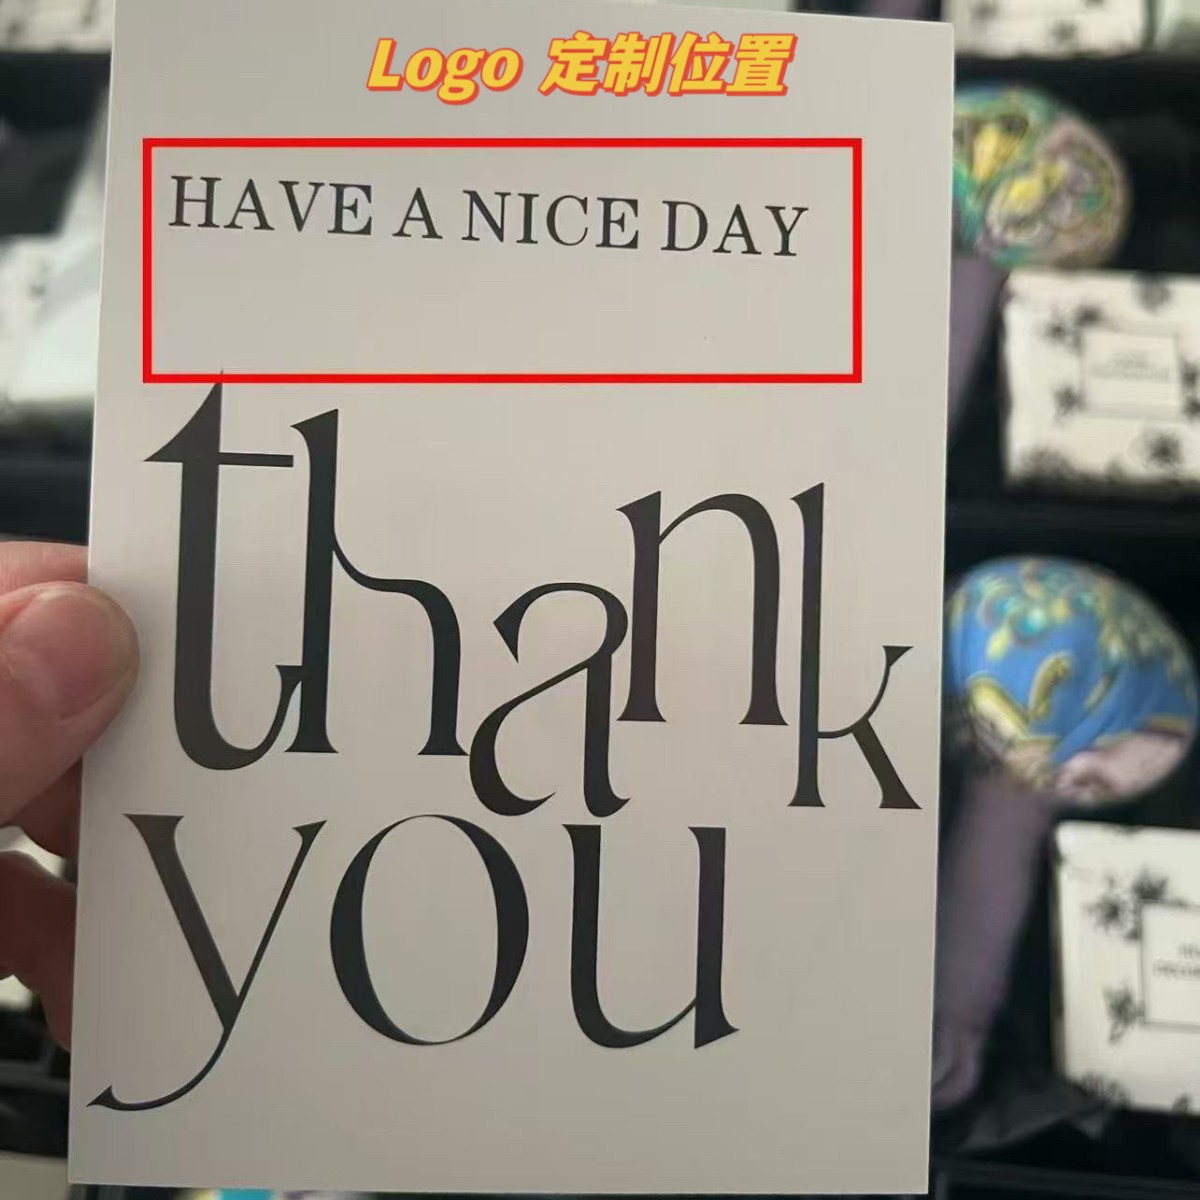 Logo 定制位置
HAVE A NICE DAY
thank
you